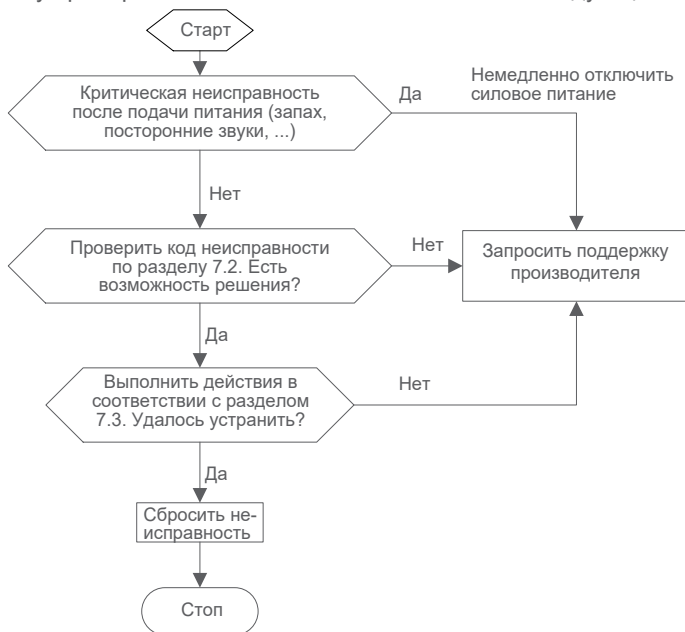 Старт
Критическая неисправность
после подачи питания (запах,
посторонние звуки, ...)
Да
Немедленно отключить
силовое питание
Нет
Проверить код неисправности
по разделу 7.2. Есть
возможность решения?
Нет
Запросить поддержку
производителя
Да
Выполнить действия в
соответствии с разделом
7.3. Удалось устранить?
Нет
Да
Сбросить не-
исправность
Стоп